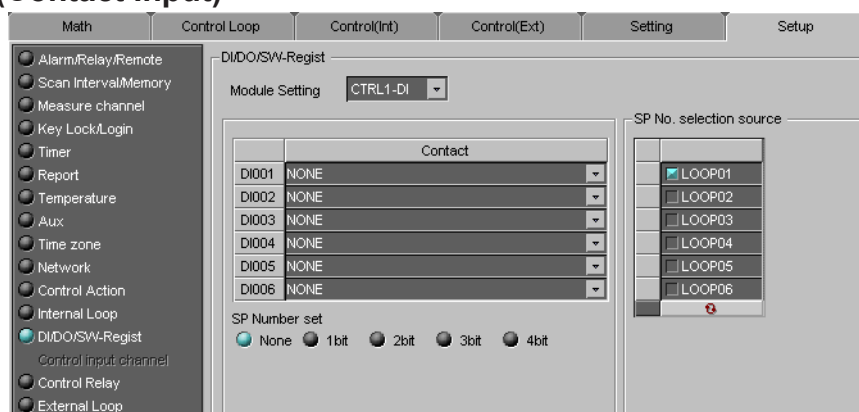 (Contact Input)
Math Control Loop Control(Int) Control(Ext) Setting Setup
Alarm/Relay/Remote
Scan Interval/Memory
Measure channel
Key Lock/Login
Timer
Report
Temperature
Aux
Time zone
Network
Control Action
Internal Loop
DI/DO/SW-Regist
Control input channel
Control Relay
External Loop
DI/DO/SW-Regist
Module Setting CTRL1-DI
Contact
DI001 NONE
DI002 NONE
DI003 NONE
DI004 NONE
DI005 NONE
DI006 NONE
SP Number set
None 1bit 2bit 3bit 4bit
SP No. selection source
LOOP01
LOOP02
LOOP03
LOOP04
LOOP05
LOOP06